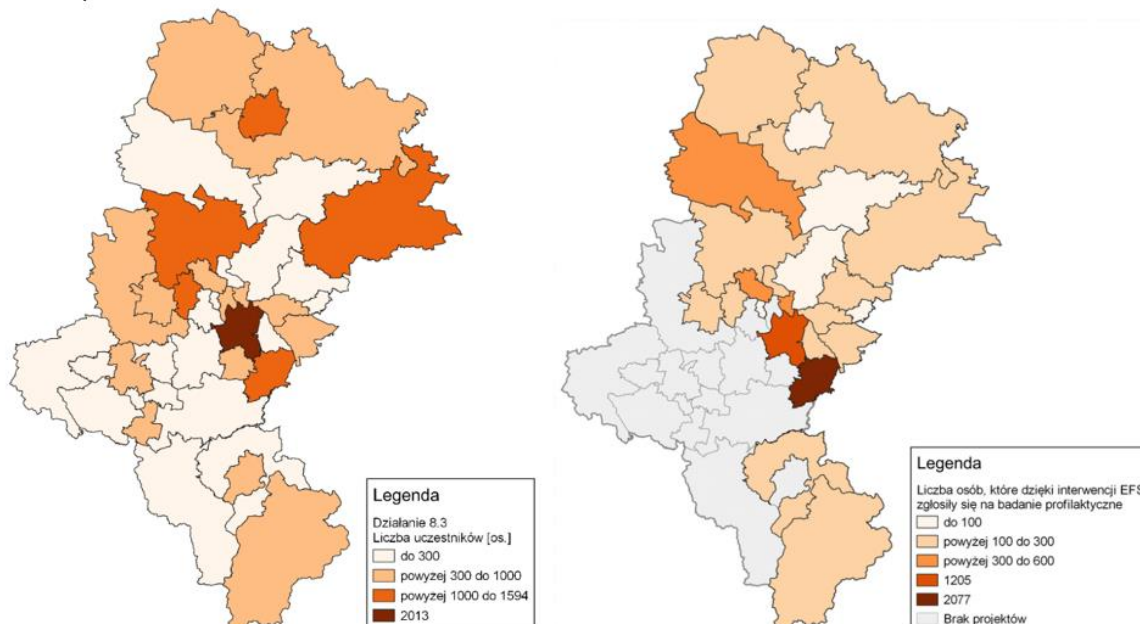 Legenda
Działanie 8.3
Liczba uczestników [os.]
do 300
powyżej 300 do 1000
powyżej 1000 do 1594
2013
Legenda
Liczba osób, które dzięki interwencji EFS
zgłosiły się na badanie profilaktyczne
do 100
powyżej 100 do 300
powyżej 300 do 600
1205
2077
Brak projektów